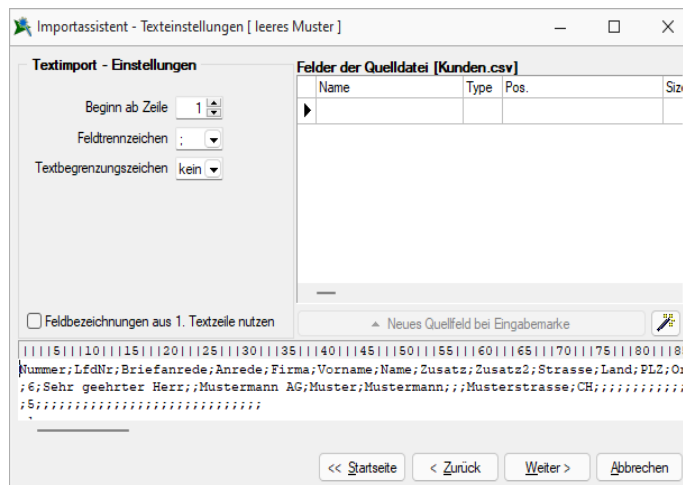 Importassistent - Texteinstellungen [ leeres Muster ]
Textimport - Einstellungen
Beginn ab Zeile 1
Feldtrennzeichen ;
Textbegrenzungszeichen kein
Feldbezeichnungen aus 1. Textzeile nutzen
Felder der Quelldatei [Kunden.csv]
Name Type Pos. Size
Neues Quellfeld bei Eingabemarke
||||5|||10|||15|||20|||25|||30|||35|||40|||45|||50|||55|||60|||65|||70|||75|||80|||8
Nummer;LfdNr;Briefanrede;Anrede;Firma;Vorname;Name;Zusatz;Zusatz2;Strasse;Land;PLZ;Or
;6;Sehr geehrter Herr;;Mustermann AG;Muster;Mustermann;;;Musterstrasse;CH;;;;;;;;;;;;
;5;;;;;;;;;;;;;;;;;;;;;;;;;;;;;
<< Startseite < Zurück Weiter > Abbrechen